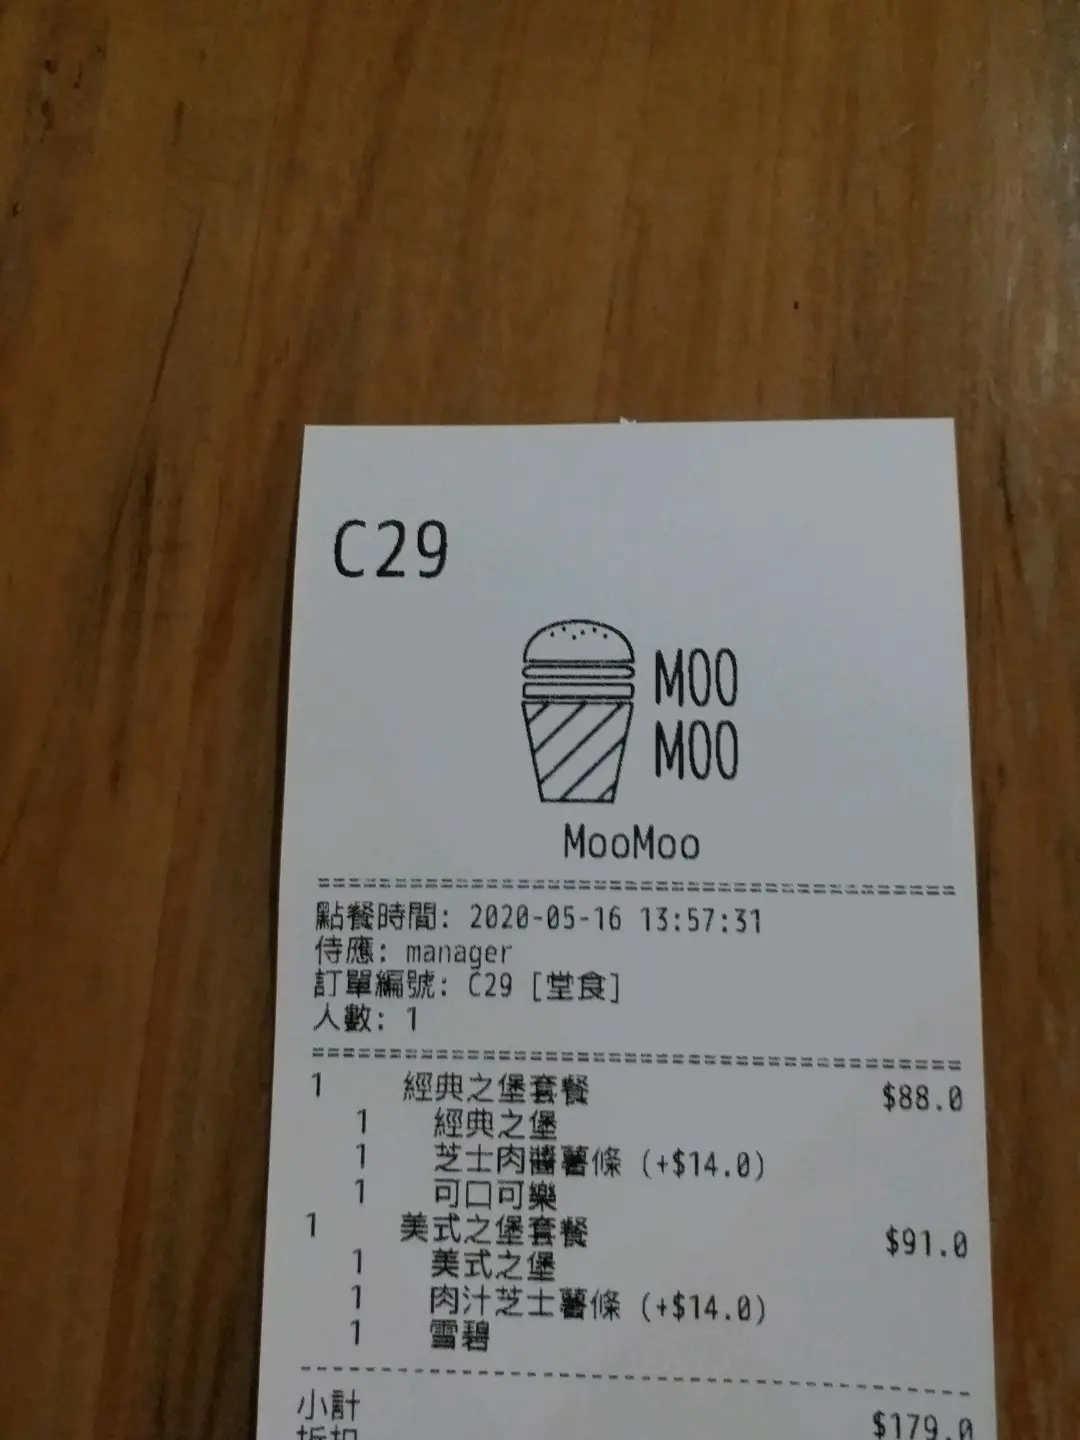 C29
MOO
MOO
MooMoo
點餐時間: 2020-05-16 13:57:31
侍應: manager
訂單編號: C29 [堂食]
人數: 1
1 經典之堡套餐 $88.0
1 經典之堡
1 芝士肉醬薯條 (+$14.0)
1 可口可樂
1 美式之堡套餐 $91.0
1 美式之堡
1 肉汁芝士薯條 (+$14.0)
1 雪碧
小計 $179.0